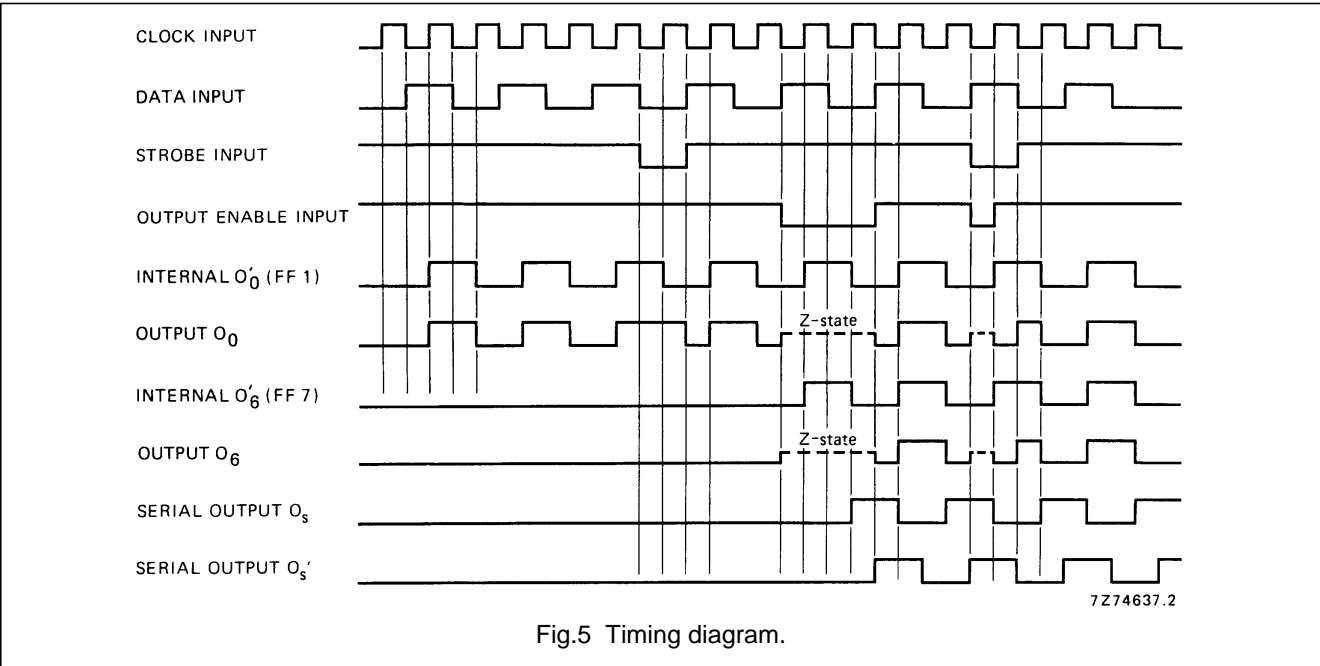 CLOCK INPUT
DATA INPUT
STROBE INPUT
OUTPUT ENABLE INPUT
INTERNAL O'0 (FF 1)
OUTPUT O0
Z-state
INTERNAL O'6 (FF 7)
OUTPUT O6
Z-state
SERIAL OUTPUT Os
SERIAL OUTPUT Os'
7Z74637.2
Fig.5 Timing diagram.